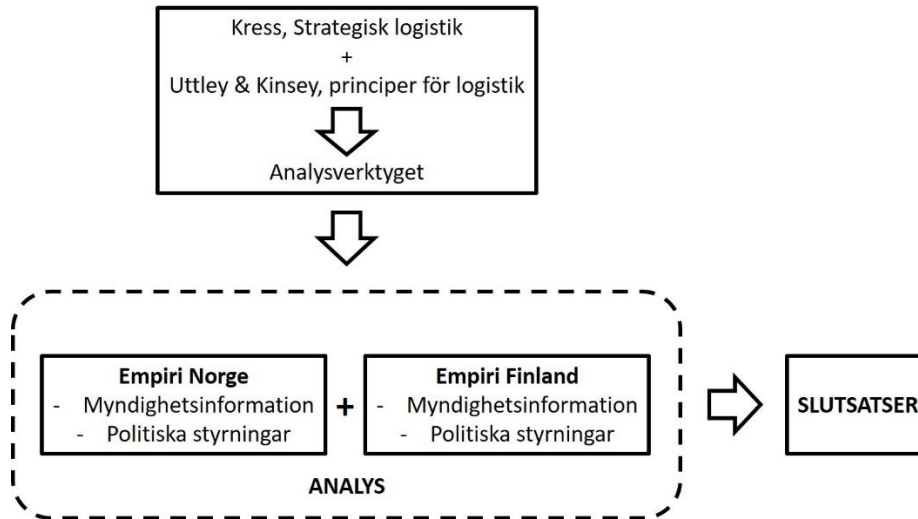 Kress, Strategisk logistik
+
Uttley & Kinsey, principer för logistik
Analysverktyget
Empiri Norge
- Myndighetsinformation
- Politiska styrningar
+
Empiri Finland
- Myndighetsinformation
- Politiska styrningar
SLUTSATSER
ANALYS